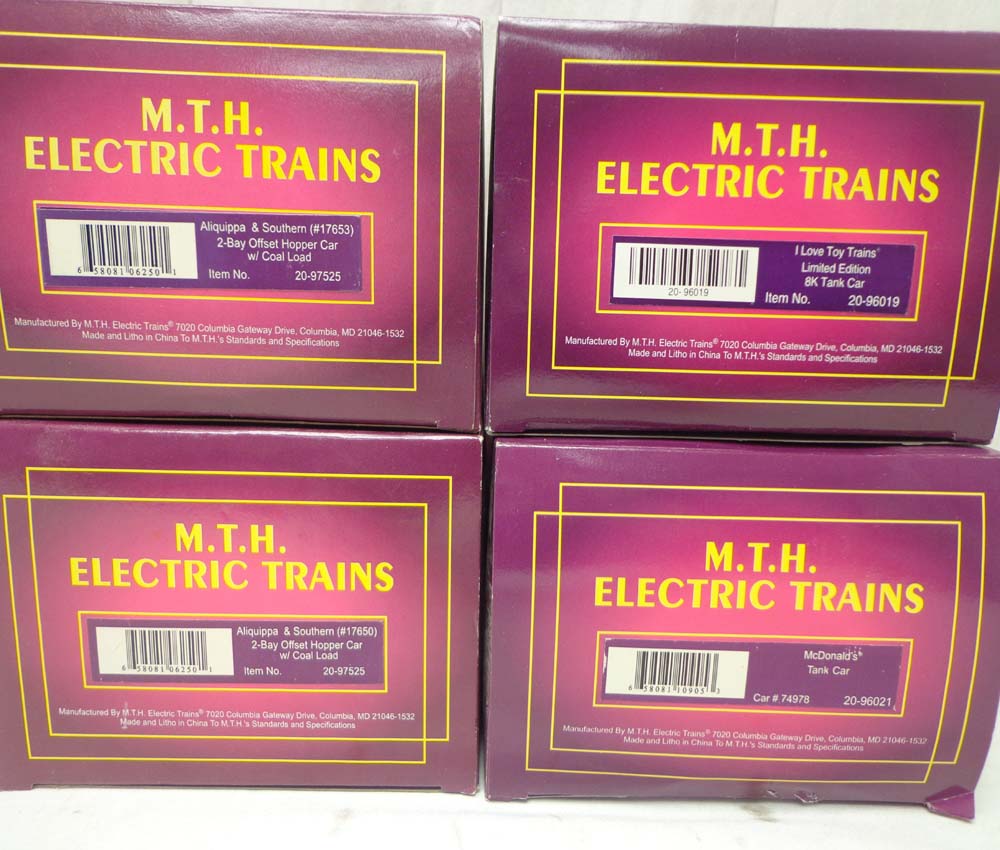 M.T.H.
ELECTRIC TRAINS
Aliquippa & Southern (#17653)
2-Bay Offset Hopper Car
w/ Coal Load
6 58081 06250 1
Item No. 20-97525
Manufactured By M.T.H. Electric Trains® 7020 Columbia Gateway Drive, Columbia, MD 21046-1532
Made and Litho in China To M.T.H.'s Standards and Specifications
M.T.H.
ELECTRIC TRAINS
I Love Toy Trains®
Limited Edition
8K Tank Car
20-96019
Item No. 20-96019
Manufactured By M.T.H. Electric Trains® 7020 Columbia Gateway Drive, Columbia, MD 21046-1532
Made and Litho in China To M.T.H.'s Standards and Specifications
M.T.H.
ELECTRIC TRAINS
Aliquippa & Southern (#17650)
2-Bay Offset Hopper Car
w/ Coal Load
6 58081 06250 1
Item No. 20-97525
Manufactured By M.T.H. Electric Trains® 7020 Columbia Gateway Drive, Columbia, MD 21046-1532
Made and Litho in China To M.T.H.'s Standards and Specifications
M.T.H.
ELECTRIC TRAINS
McDonald's®
Tank Car
6 58081 10905 3
Car # 74978 20-96021
Manufactured By M.T.H. Electric Trains® 7020 Columbia Gateway Drive, Columbia, MD 21046-1532
Made and Litho in China To M.T.H.'s Standards and Specifications